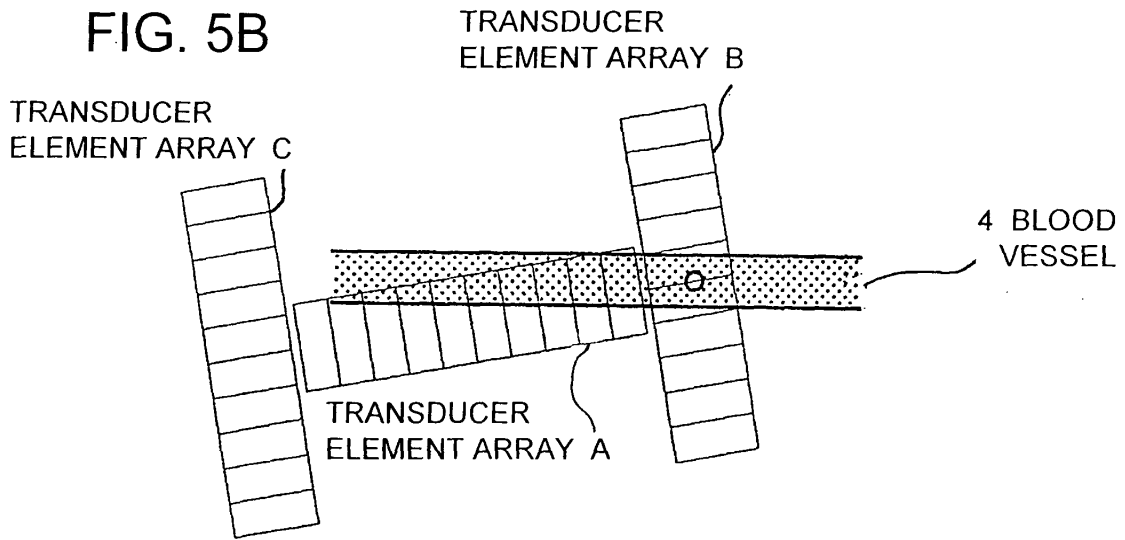 FIG. 5B
TRANSDUCER
ELEMENT ARRAY B
TRANSDUCER
ELEMENT ARRAY C
4 BLOOD
VESSEL
TRANSDUCER
ELEMENT ARRAY A